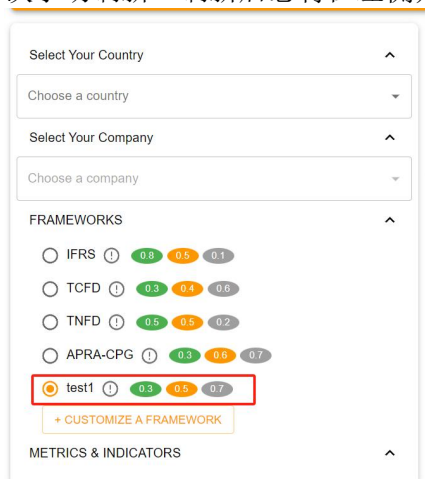 Select Your Country
Choose a country
Select Your Company
Choose a company
FRAMEWORKS
IFRS 0.8 0.5 0.1
TCFD 0.3 0.4 0.6
TNFD 0.5 0.5 0.2
APRA-CPG 0.3 0.6 0.7
test1 0.3 0.5 0.7
+ CUSTOMIZE A FRAMEWORK
METRICS & INDICATORS